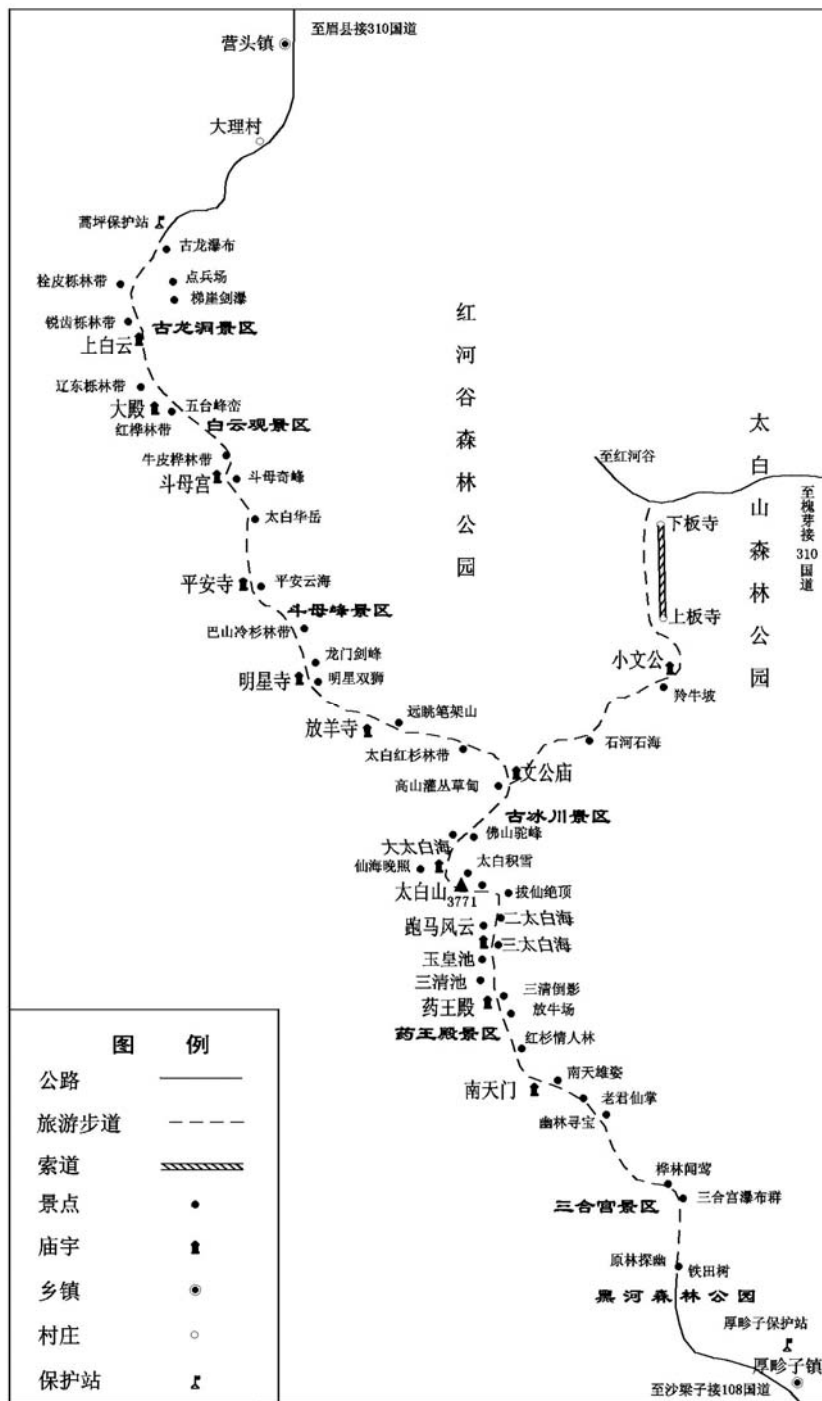 至眉县接310国道
营头镇
大理村
蒿坪保护站
古龙瀑布
点兵场
栓皮栎林带
梯崖剑瀑
锐齿栎林带
古龙洞景区
上白云
辽东栎林带
大殿
五台峰峦
红桦林带
白云观景区
牛皮桦林带
斗母宫
斗母奇峰
太白华岳
平安寺
平安云海
斗母峰景区
巴山冷杉林带
龙门剑峰
明星寺
明星双狮
放羊寺
远眺笔架山
太白红杉林带
高山灌丛草甸
红河谷森林公园
太白山森林公园
至红河谷
至槐芽接310国道
下板寺
上板寺
小文公
羚牛坡
石河石海
文公庙
古冰川景区
佛山驼峰
大太白海
仙海晚照
太白积雪
太白山
3771
拔仙绝顶
二太白海
跑马风云
三太白海
玉皇池
三清池
三清倒影
药王殿
放牛场
药王殿景区
红杉情人林
南天门
南天雄姿
老君仙掌
幽林寻宝
桦林闻莺
三合宫景区
三合宫瀑布群
原林探幽
铁田树
黑河森林公园
厚畛子保护站
厚畛子镇
至沙梁子接108国道
图 例
公路
旅游步道
索道
景点
庙宇
乡镇
村庄
保护站